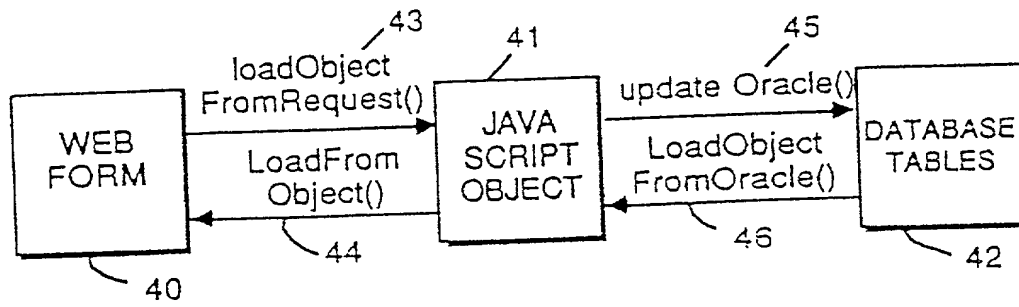 43
loadObject
FromRequest()
41
45
update Oracle()
WEB
FORM
JAVA
SCRIPT
OBJECT
DATABASE
TABLES
LoadFrom
Object()
LoadObject
FromOracle()
40
44
46
42